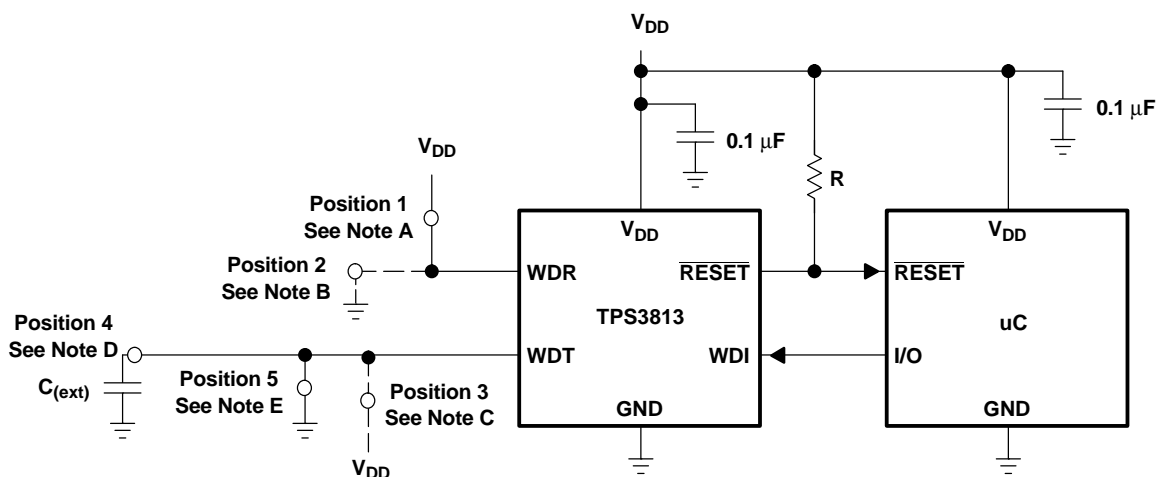 VDD
0.1 μF
0.1 μF
VDD
R
Position 1
See Note A
VDD
VDD
Position 2
See Note B
WDR
RESET
RESET
TPS3813
uC
Position 4
See Note D
WDT
WDI
I/O
C(ext)
Position 5
See Note E
Position 3
See Note C
GND
GND
VDD